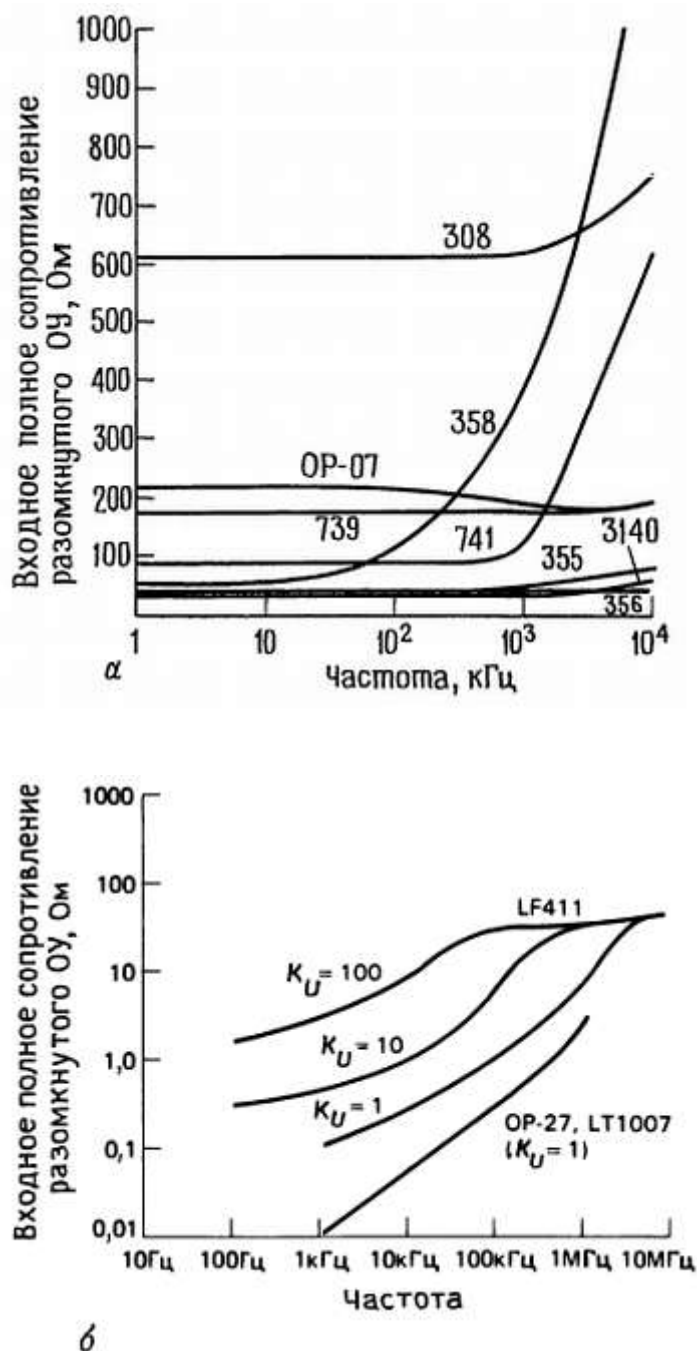 Входное полное сопротивление
разомкнутого ОУ, Ом
1000
900
800
700
600
500
400
300
200
100
308
358
ОР-07
739
741
3140
355
356
1
10
10²
10³
10⁴
а
Частота, кГц
Входное полное сопротивление
разомкнутого ОУ, Ом
1000
100
10
1,0
0,1
0,01
LF411
K_U = 100
K_U = 10
K_U = 1
OP-27, LT1007
(K_U = 1)
10Гц 100Гц 1кГц 10кГц 100кГц 1МГц 10МГц
Частота
б